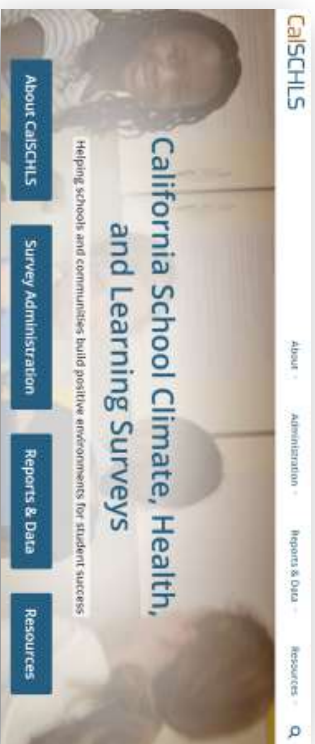 CalSCHLS
About Administration Reports & Data Resources
California School Climate, Health,
and Learning Surveys
Helping schools and communities build positive environments for student success
About CalSCHLS Survey Administration Reports & Data Resources